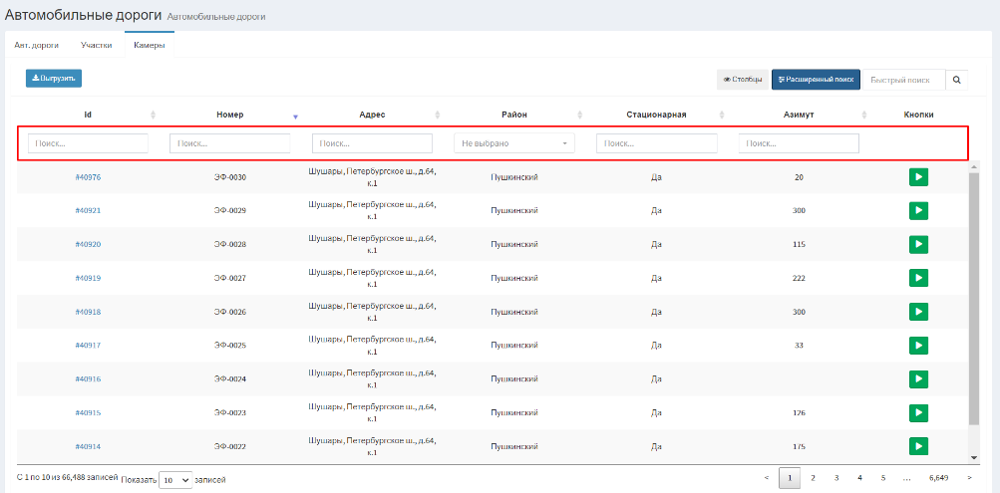 Автомобильные дороги Автомобильные дороги
Авт. дороги Участки Камеры
Выгрузить Столбцы Расширенный поиск Быстрый поиск
Id Номер Адрес Район Стационарная Азимут Кнопки
Поиск... Поиск... Поиск... Не выбрано Поиск... Поиск...
#40976 ЭФ-0030 Шушары, Петербургское ш., д.64, к.1 Пушкинский Да 20
#40921 ЭФ-0029 Шушары, Петербургское ш., д.64, к.1 Пушкинский Да 300
#40920 ЭФ-0028 Шушары, Петербургское ш., д.64, к.1 Пушкинский Да 115
#40919 ЭФ-0027 Шушары, Петербургское ш., д.64, к.1 Пушкинский Да 222
#40918 ЭФ-0026 Шушары, Петербургское ш., д.64, к.1 Пушкинский Да 300
#40917 ЭФ-0025 Шушары, Петербургское ш., д.64, к.1 Пушкинский Да 33
#40916 ЭФ-0024 Шушары, Петербургское ш., д.64, к.1 Пушкинский Да
#40915 ЭФ-0023 Шушары, Петербургское ш., д.64, к.1 Пушкинский Да 126
#40914 ЭФ-0022 Шушары, Петербургское ш., д.64, к.1 Пушкинский Да 175
С 1 по 10 из 66,488 записей Показать 10 записей < 1 2 3 4 5 ... 6,649 >